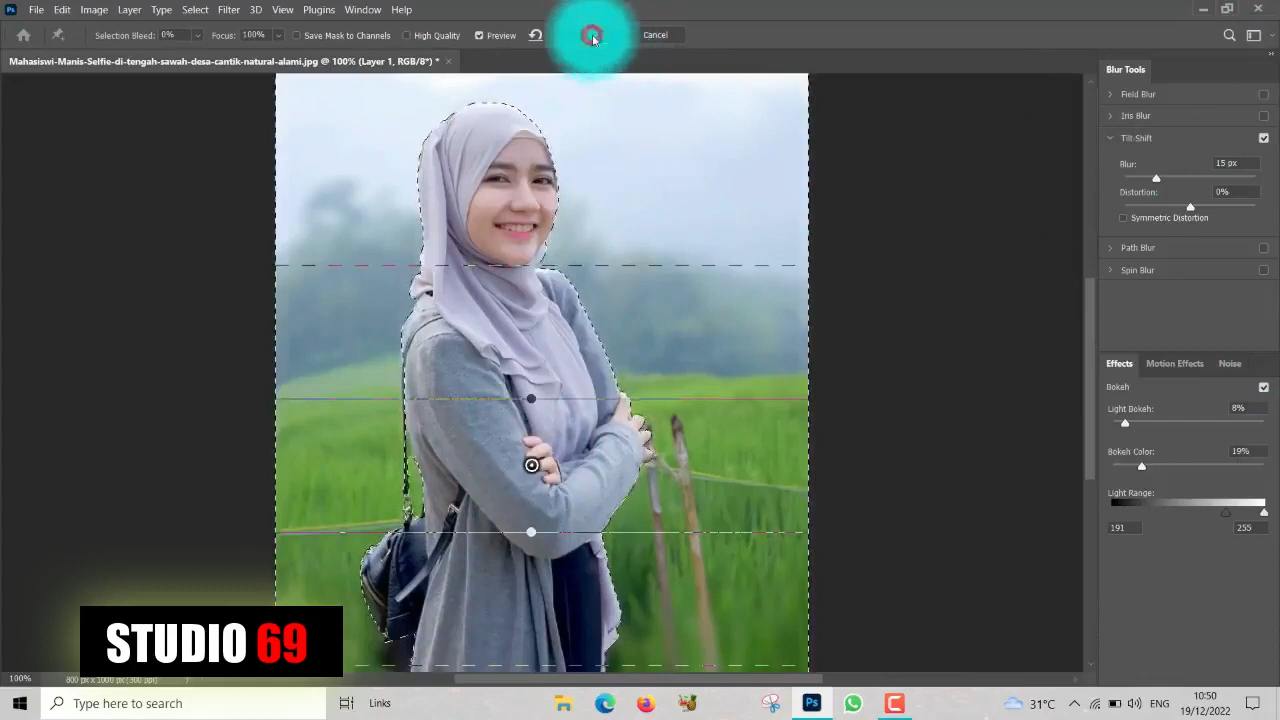 Ps File Edit Image Layer Type Select Filter 3D View Plugins Window Help
Selection Bleed: 0% Focus: 100% Save Mask to Channels High Quality Preview Cancel
Mahasiswi-Manis-Selfie-di-tengah-sawah-desa-cantik-natural-alami.jpg @ 100% (Layer 1, RGB/8*) *
Blur Tools
Field Blur
Iris Blur
Tilt-Shift
Blur: 15 px
Distortion: 0%
Symmetric Distortion
Path Blur
Spin Blur
Effects Motion Effects Noise
Bokeh
Light Bokeh: 8%
Bokeh Color: 19%
Light Range:
191 255
STUDIO 69
100% 800 px x 1000 px (300 ppi)
Type here to search Links Ps 31°C ENG 10:50
19/12/2022